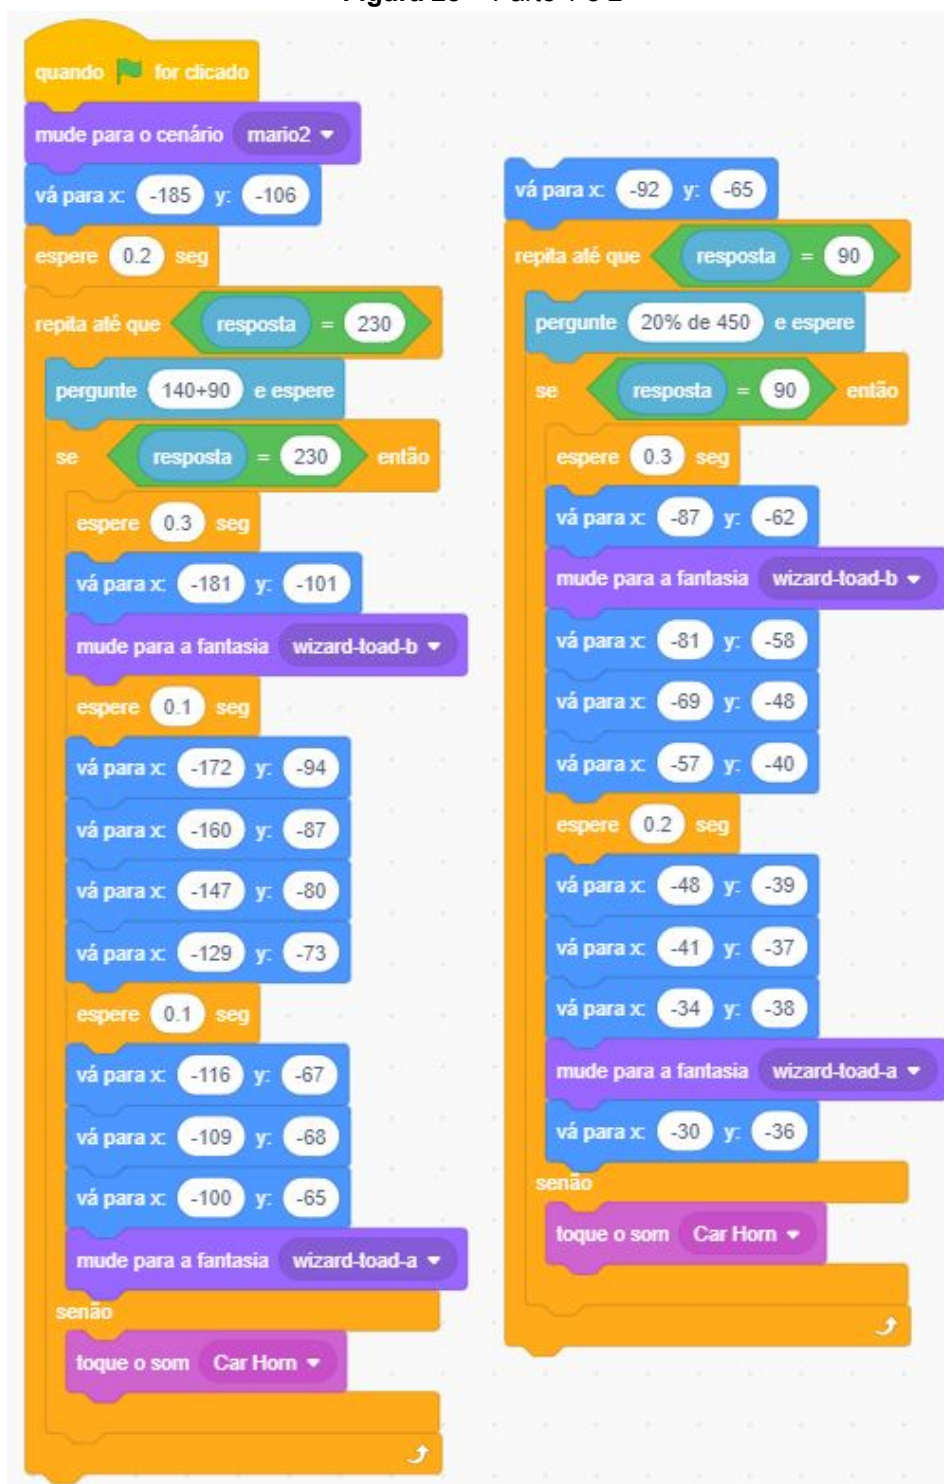 quando for clicado
mude para o cenário mario2
vá para x: -185 y: -106
espere 0.2 seg
repita até que resposta = 230
pergunte 140+90 e espere
se resposta = 230 então
espere 0.3 seg
vá para x: -181 y: -101
mude para a fantasia wizard-toad-b
espere 0.1 seg
vá para x: -172 y: -94
vá para x: -160 y: -87
vá para x: -147 y: -80
vá para x: -129 y: -73
espere 0.1 seg
vá para x: -116 y: -67
vá para x: -109 y: -68
vá para x: -100 y: -65
mude para a fantasia wizard-toad-a
senão
toque o som Car Horn
vá para x: -92 y: -65
repita até que resposta = 90
pergunte 20% de 450 e espere
se resposta = 90 então
espere 0.3 seg
vá para x: -87 y: -62
mude para a fantasia wizard-toad-b
vá para x: -81 y: -58
vá para x: -69 y: -48
vá para x: -57 y: -40
espere 0.2 seg
vá para x: -48 y: -39
vá para x: -41 y: -37
vá para x: -34 y: -38
mude para a fantasia wizard-toad-a
vá para x: -30 y: -36
senão
toque o som Car Horn